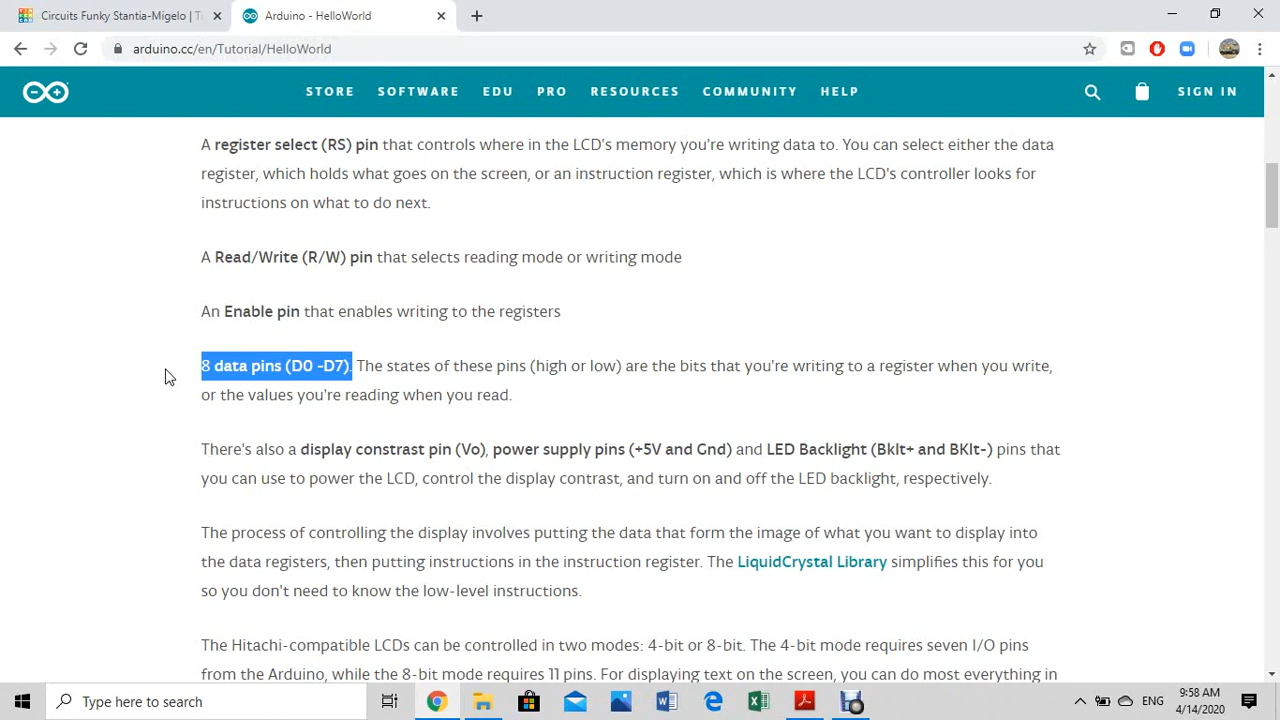 Circuits Funky Stantia-Migelo | T
Arduino - HelloWorld
arduino.cc/en/Tutorial/HelloWorld
STORE SOFTWARE EDU PRO RESOURCES COMMUNITY HELP SIGN IN
A register select (RS) pin that controls where in the LCD's memory you're writing data to. You can select either the data
register, which holds what goes on the screen, or an instruction register, which is where the LCD's controller looks for
instructions on what to do next.
A Read/Write (R/W) pin that selects reading mode or writing mode
An Enable pin that enables writing to the registers
8 data pins (D0 -D7). The states of these pins (high or low) are the bits that you're writing to a register when you write,
or the values you're reading when you read.
There's also a display constrast pin (Vo), power supply pins (+5V and Gnd) and LED Backlight (Bklt+ and BKlt-) pins that
you can use to power the LCD, control the display contrast, and turn on and off the LED backlight, respectively.
The process of controlling the display involves putting the data that form the image of what you want to display into
the data registers, then putting instructions in the instruction register. The LiquidCrystal Library simplifies this for you
so you don't need to know the low-level instructions.
The Hitachi-compatible LCDs can be controlled in two modes: 4-bit or 8-bit. The 4-bit mode requires seven I/O pins
from the Arduino, while the 8-bit mode requires 11 pins. For displaying text on the screen, you can do most everything in
Type here to search
ENG
9:58 AM
4/14/2020